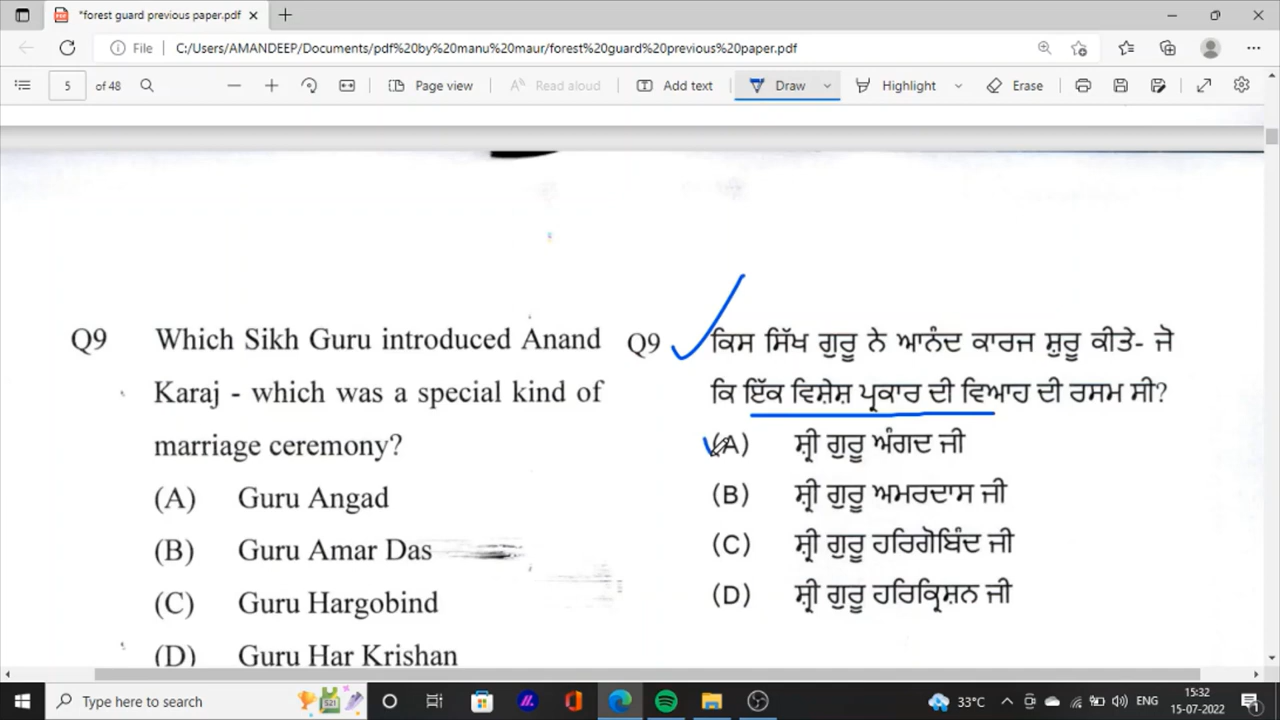 *forest guard previous paper.pdf
File C:/Users/AMANDEEP/Documents/pdf%20by%20manu%20maur/forest%20guard%20previous%20paper.pdf
5 of 48 Page view Read aloud Add text Draw Highlight Erase
Q9 Which Sikh Guru introduced Anand
Karaj - which was a special kind of
marriage ceremony?
(A) Guru Angad
(B) Guru Amar Das
(C) Guru Hargobind
(D) Guru Har Krishan
Q9 ਕਿਸ ਸਿੱਖ ਗੁਰੂ ਨੇ ਆਨੰਦ ਕਾਰਜ ਸ਼ੁਰੂ ਕੀਤੇ- ਜੋ
ਕਿ ਇੱਕ ਵਿਸ਼ੇਸ਼ ਪ੍ਰਕਾਰ ਦੀ ਵਿਆਹ ਦੀ ਰਸਮ ਸੀ?
(A) ਸ਼੍ਰੀ ਗੁਰੂ ਅੰਗਦ ਜੀ
(B) ਸ਼੍ਰੀ ਗੁਰੂ ਅਮਰਦਾਸ ਜੀ
(C) ਸ਼੍ਰੀ ਗੁਰੂ ਹਰਿਗੋਬਿੰਦ ਜੀ
(D) ਸ਼੍ਰੀ ਗੁਰੂ ਹਰਿਕ੍ਰਿਸ਼ਨ ਜੀ
Type here to search 33°C ENG 15:32
15-07-2022